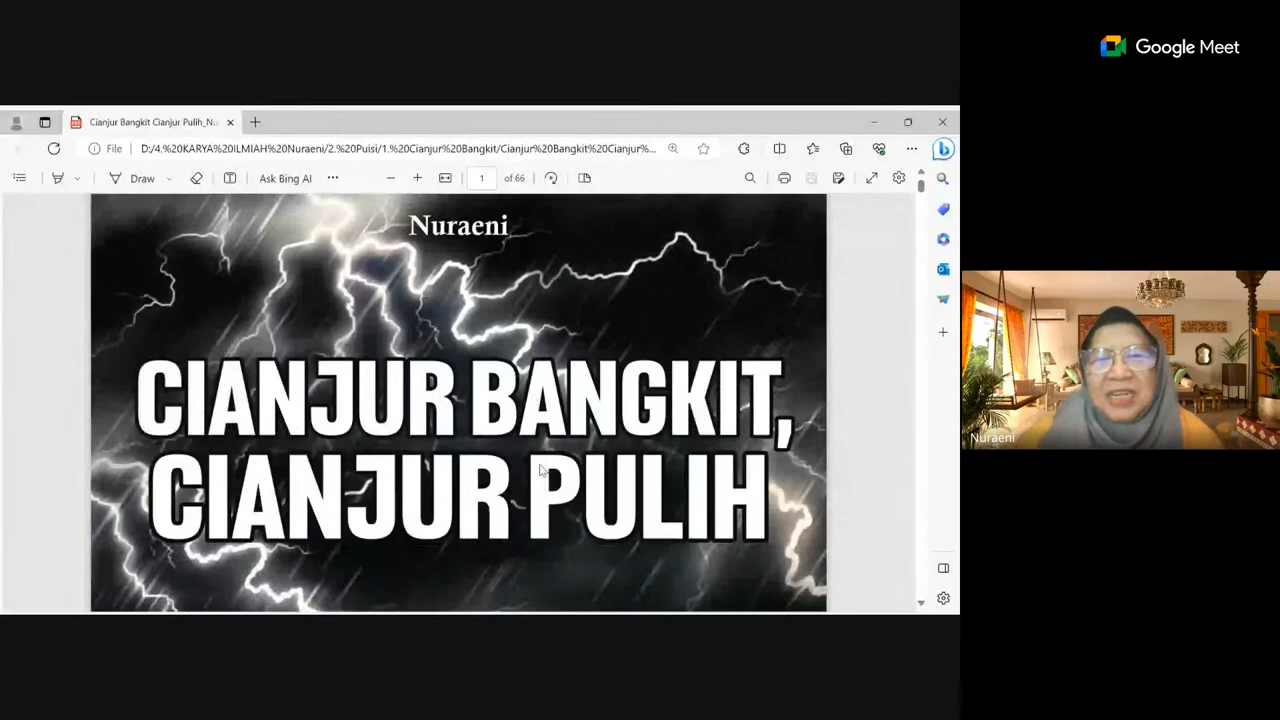 Google Meet
Cianjur Bangkit Cianjur Pulih_Nu
File
D:/4.%20KARYA%20ILMIAH%20Nuraeni/2.%20Puisi/1.%20Cianjur%20Bangkit/Cianjur%20Bangkit%20Cianjur%...
Draw
Ask Bing AI
1 of 66
Nuraeni
CIANJUR BANGKIT,
CIANJUR PULIH
Nuraeni